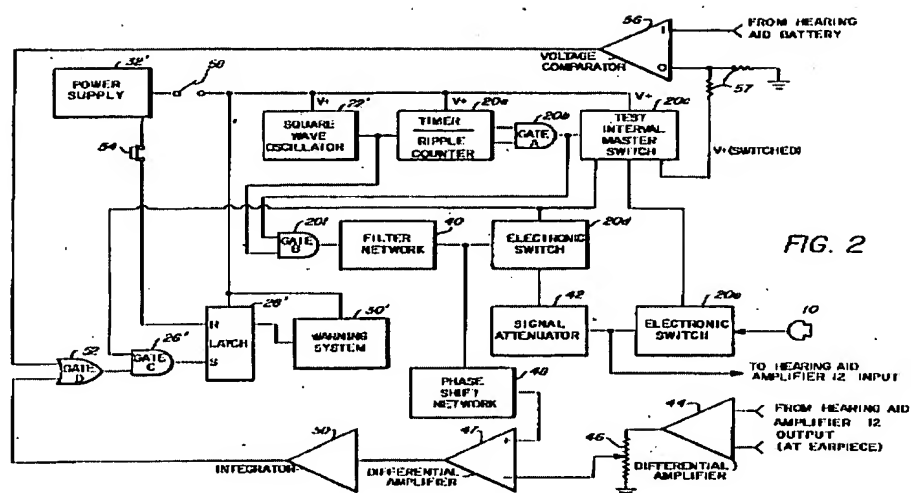 56
FROM HEARING
AID BATTERY
VOLTAGE
COMPARATOR
57
32'
POWER
SUPPLY
V+
V+
V+
22'
SQUARE
WAVE
OSCILLATOR
20a
TIMER
RIPPLE
COUNTER
20b
GATE
A
20c
TEST
INTERVAL
MASTER
SWITCH
V+(SWITCHED)
54
20f
GATE
B
40
FILTER
NETWORK
20d
ELECTRONIC
SWITCH
FIG. 2
42
SIGNAL
ATTENUATOR
20e
ELECTRONIC
SWITCH
10
TO HEARING AID
AMPLIFIER 12 INPUT
52
GATE
D
26'
GATE
C
28'
R
LATCH
S
30'
WARNING
SYSTEM
48
PHASE
SHIFT
NETWORK
50
INTEGRATOR
47
+
−
DIFFERENTIAL
AMPLIFIER
46
44
DIFFERENTIAL
AMPLIFIER
FROM HEARING AID
AMPLIFIER 12
OUTPUT
(AT EARPIECE)